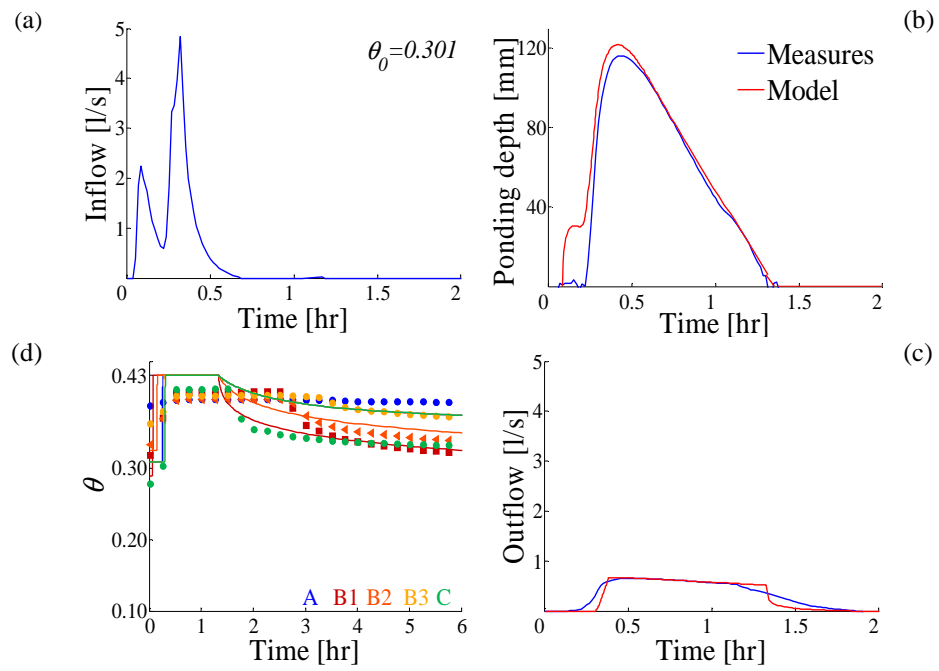 (a)
Inflow [l/s]
5
4
3
2
1
θ0=0.301
0 0.5 1 1.5 2
Time [hr]
(b)
Ponding depth [mm]
120
80
40
Measures
Model
0 0.5 1 1.5 2
Time [hr]
(d)
θ
0.43
0.30
0.20
0.10
A B1 B2 B3 C
0 1 2 3 4 5 6
Time [hr]
(c)
Outflow [l/s]
5
4
3
2
1
0 0.5 1 1.5 2
Time [hr]